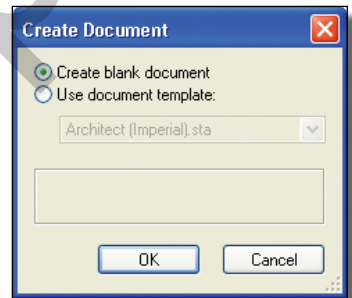 Create Document
Create blank document
Use document template:
Architect (Imperial).sta
OK
Cancel